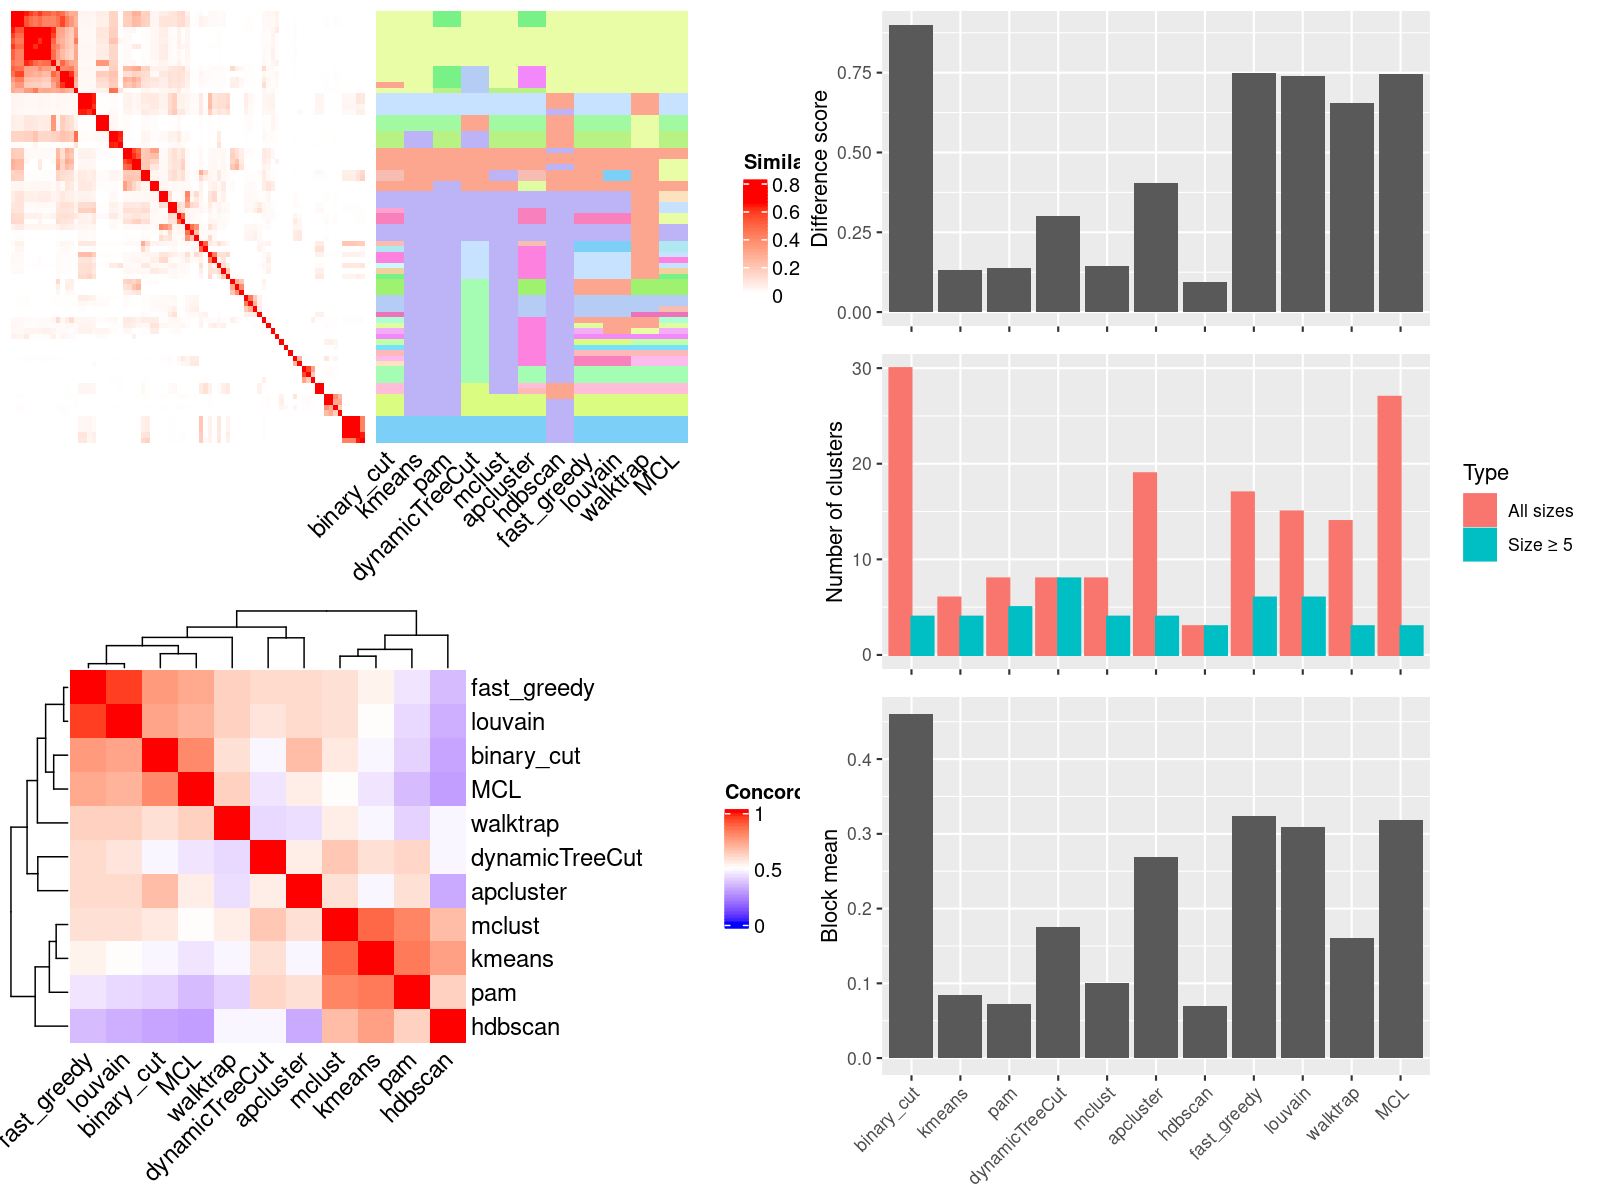 Simila
0.8
0.6
0.4
0.2
0
binary_cut
kmeans
pam
dynamicTreeCut
mclust
apcluster
hdbscan
fast_greedy
louvain
walktrap
MCL
fast_greedy
louvain
binary_cut
MCL
walktrap
dynamicTreeCut
apcluster
mclust
kmeans
pam
hdbscan
fast_greedy
louvain
binary_cut
MCL
walktrap
dynamicTreeCut
apcluster
mclust
kmeans
pam
hdbscan
Concord
1
0.5
0
Difference score
0.75
0.50
0.25
0.00
Number of clusters
30
20
10
0
Type
All sizes
Size ≥ 5
Block mean
0.4
0.3
0.2
0.1
0.0
binary_cut
kmeans
pam
dynamicTreeCut
mclust
apcluster
hdbscan
fast_greedy
louvain
walktrap
MCL